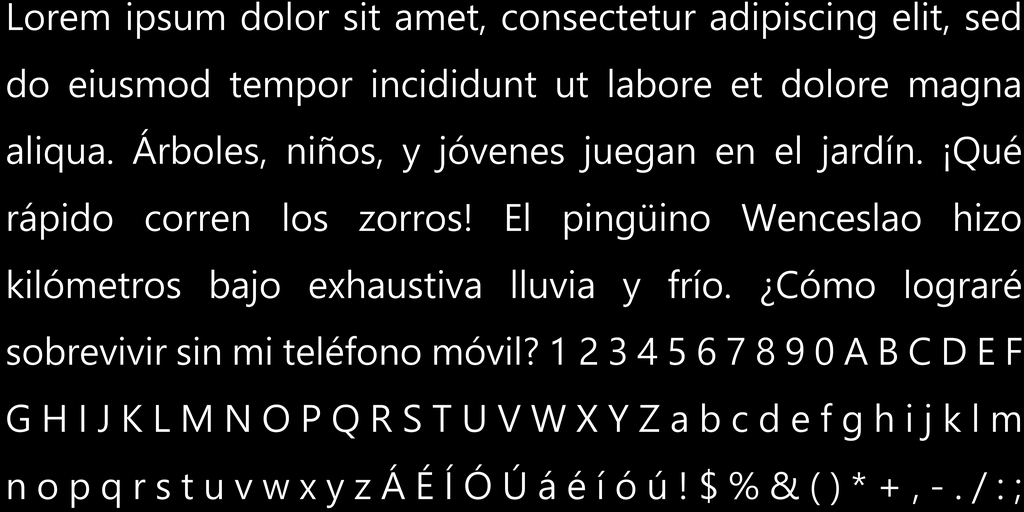 Lorem ipsum dolor sit amet, consectetur adipiscing elit, sed
do eiusmod tempor incididunt ut labore et dolore magna
aliqua. Árboles, niños, y jóvenes juegan en el jardín. ¡Qué
rápido corren los zorros! El pingüino Wenceslao hizo
kilómetros bajo exhaustiva lluvia y frío. ¿Cómo lograré
sobrevivir sin mi teléfono móvil? 1 2 3 4 5 6 7 8 9 0 A B C D E F
G H I J K L M N O P Q R S T U V W X Y Z a b c d e f g h i j k l m
n o p q r s t u v w x y z Á É Í Ó Ú á é í ó ú ! $ % & ( ) * + , - . / : ;